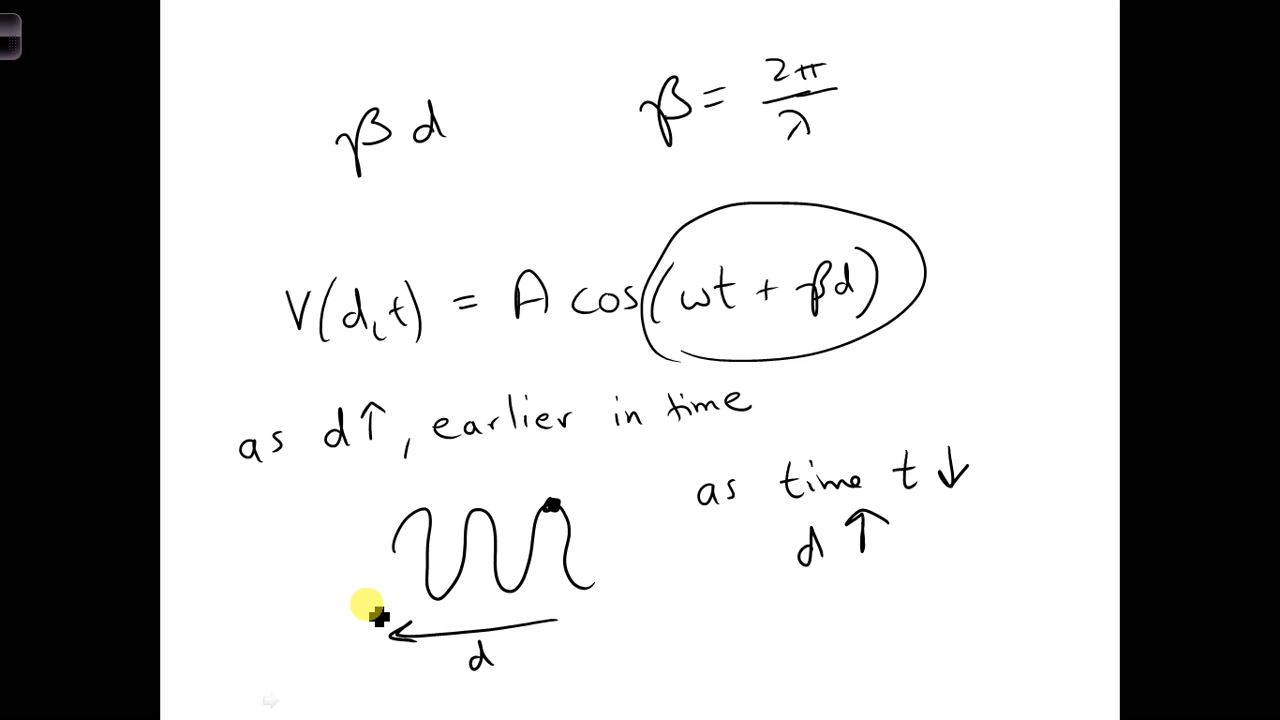 βd
β = 2π/λ
V(d,t) = A cos(ωt + βd)
as d↑, earlier in time
as time t ↓
d ↑
d